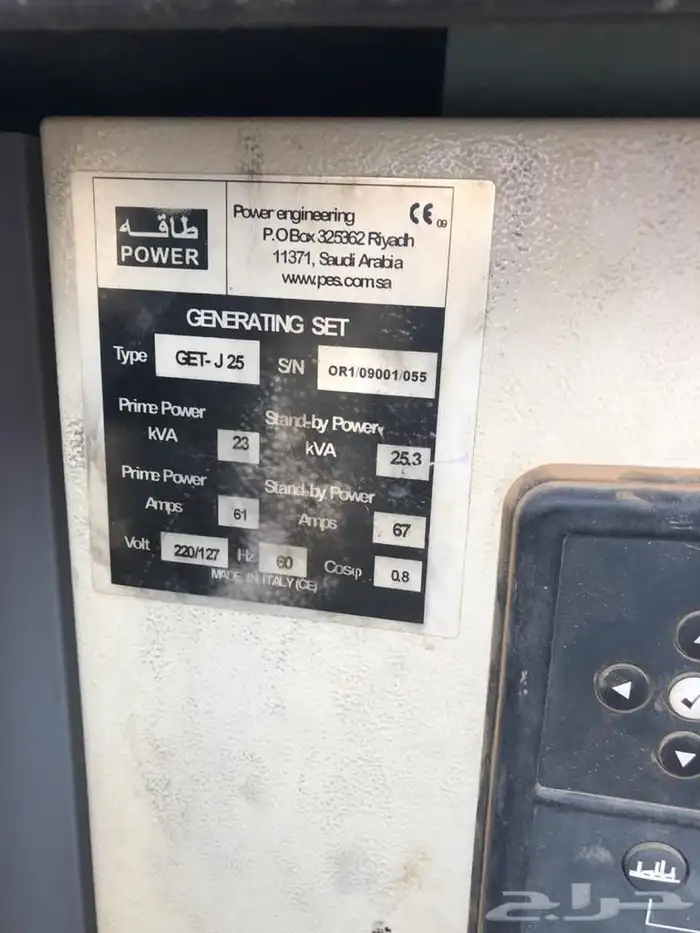 طاقه
POWER
Power engineering
P.O Box 325362 Riyadh
11371, Saudi Arabia
www.pes.com.sa
CE 09
GENERATING SET
Type GET-J 25 S/N OR1/09001/055
Prime Power kVA 23 Stand-by Power kVA 25.3
Prime Power Amps 61 Stand-by Power Amps 67
Volt 220/127 Hz 60 Cosφ 0.8
MADE IN ITALY (CE)
حراج